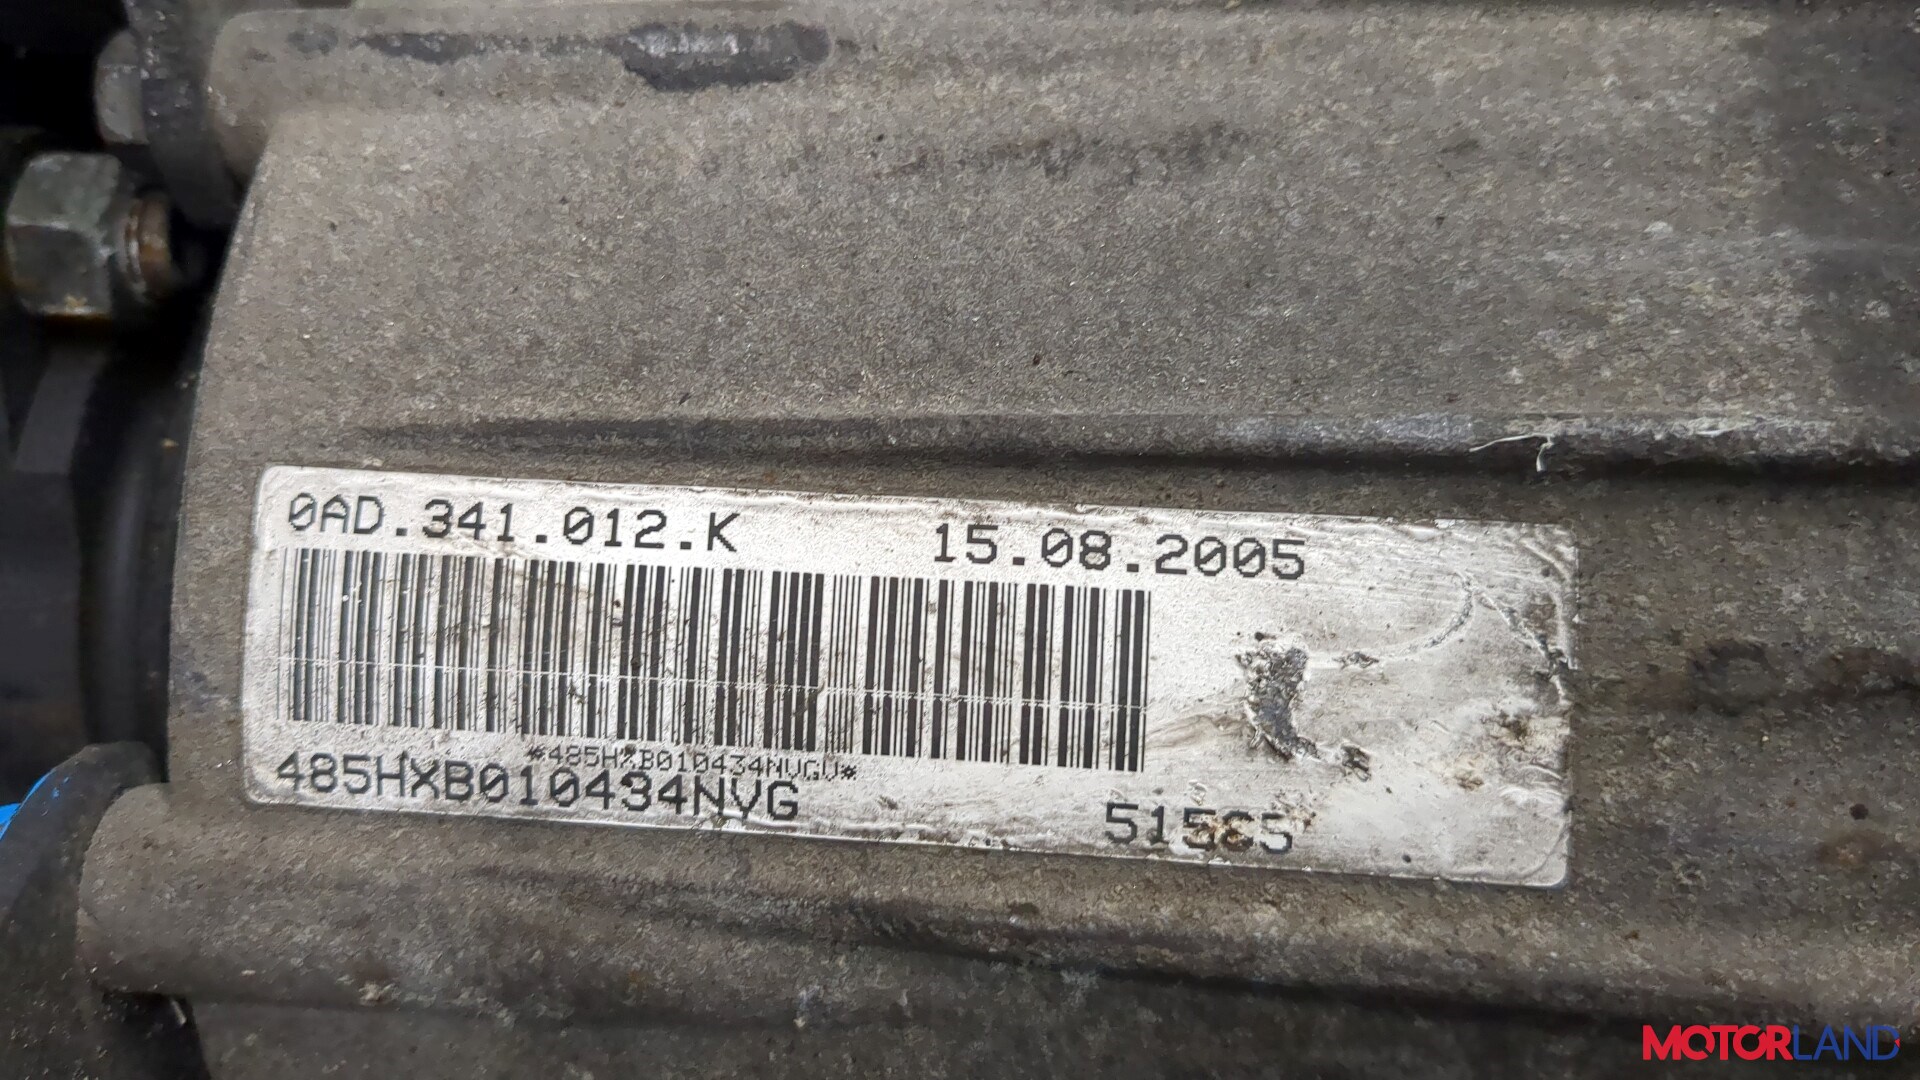 0AD.341.012.K 15.08.2005
*485HXB010434NVGU*
485HXB010434NVG 51565
MOTORLAND